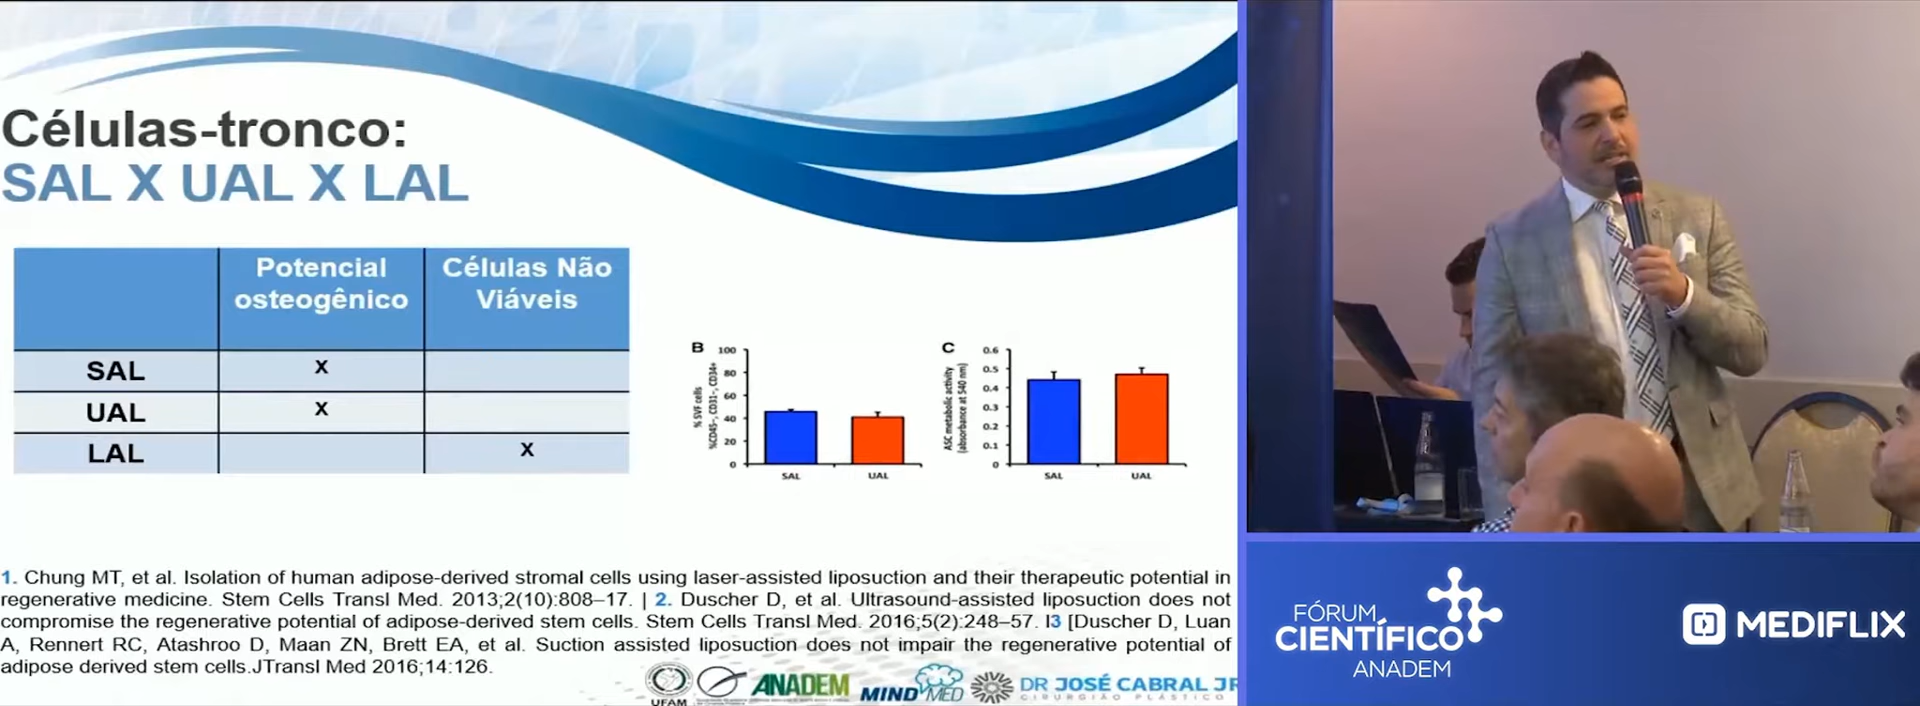 Células-tronco:
SAL X UAL X LAL
Potencial osteogênico
Células Não Viáveis
SAL
X
UAL
X
LAL
X
B
100
80
60
40
20
0
% SVF cells
%CD45-, CD31-, CD34+
SAL
UAL
C
0.6
0.5
0.4
0.3
0.2
0.1
0
ASC metabolic activity
(absorbance at 540 nm)
SAL
UAL
1. Chung MT, et al. Isolation of human adipose-derived stromal cells using laser-assisted liposuction and their therapeutic potential in
regenerative medicine. Stem Cells Transl Med. 2013;2(10):808–17. | 2. Duscher D, et al. Ultrasound-assisted liposuction does not
compromise the regenerative potential of adipose-derived stem cells. Stem Cells Transl Med. 2016;5(2):248–57. I3 [Duscher D, Luan
A, Rennert RC, Atashroo D, Maan ZN, Brett EA, et al. Suction assisted liposuction does not impair the regenerative potential of
adipose derived stem cells.JTransl Med 2016;14:126.
UFAM
ANADEM
MINDMED
DR JOSÉ CABRAL JR
CIRURGIÃO PLÁSTICO
FÓRUM
CIENTÍFICO
ANADEM
MEDIFLIX